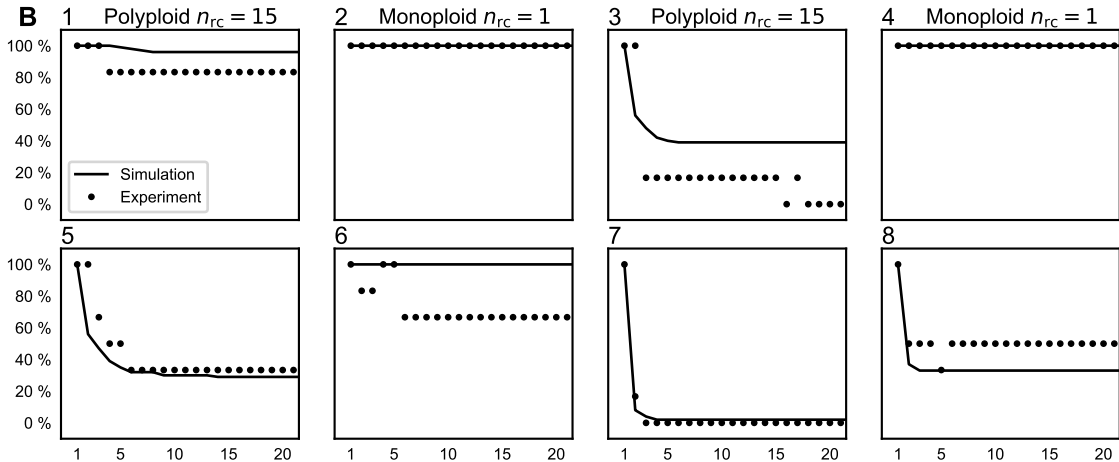 B
1 Polyploid n_rc = 15
2 Monoploid n_rc = 1
3 Polyploid n_rc = 15
4 Monoploid n_rc = 1
100 %
80 %
60 %
40 %
20 %
0 %
Simulation
Experiment
5
6
7
8
100 %
80 %
60 %
40 %
20 %
0 %
1 5 10 15 20
1 5 10 15 20
1 5 10 15 20
1 5 10 15 20